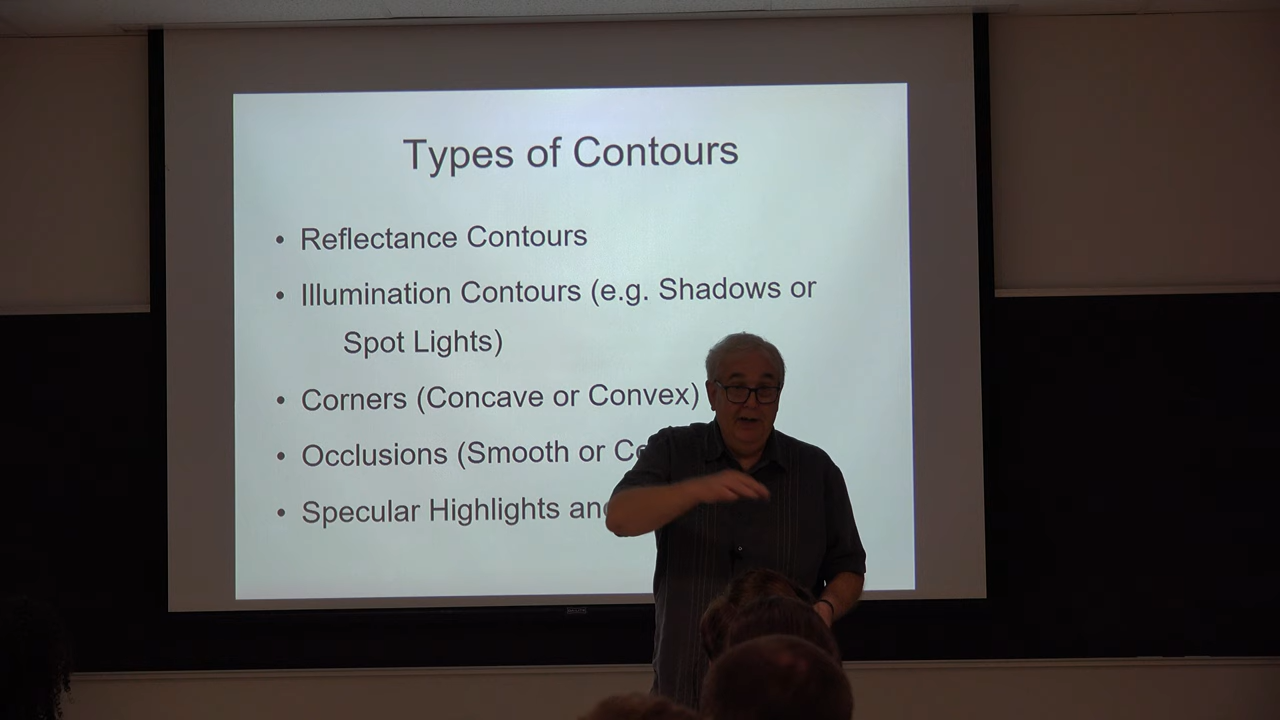 Types of Contours
• Reflectance Contours
• Illumination Contours (e.g. Shadows or
Spot Lights)
• Corners (Concave or Convex)
• Occlusions (Smooth or
• Specular Highlights